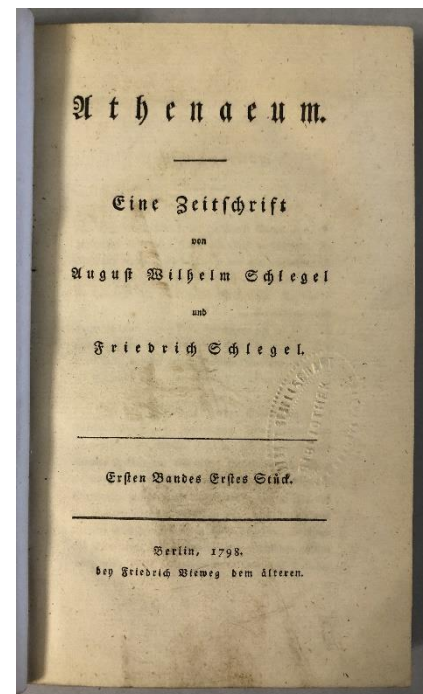 Athenaeum.
Eine Zeitschrift
von
August Wilhelm Schlegel
und
Friedrich Schlegel.
Ersten Bandes Erstes Stück.
Berlin, 1798.
bey Friedrich Vieweg dem älteren.